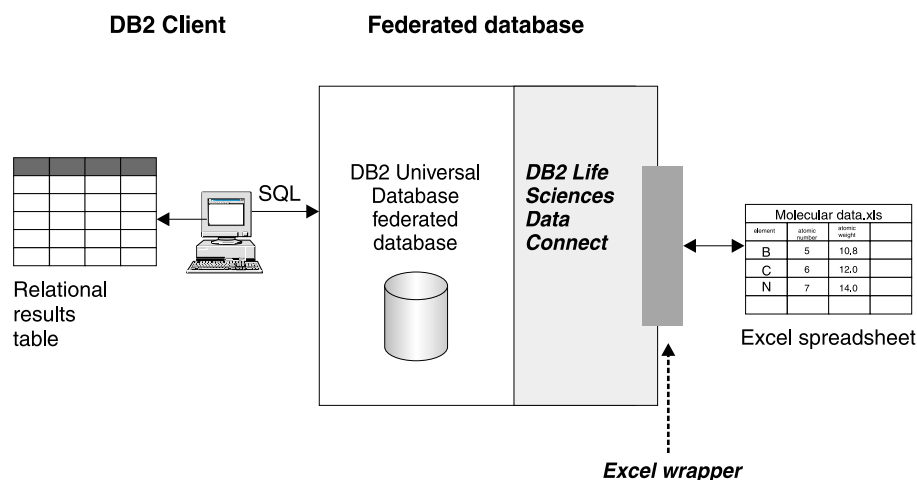 DB2 Client
Federated database
SQL
DB2 Universal
Database
federated
database
DB2 Life
Sciences
Data
Connect
Molecular data.xls
element atomic number atomic weight
B 5 10.8
C 6 12.0
N 7 14.0
Relational
results
table
Excel spreadsheet
Excel wrapper